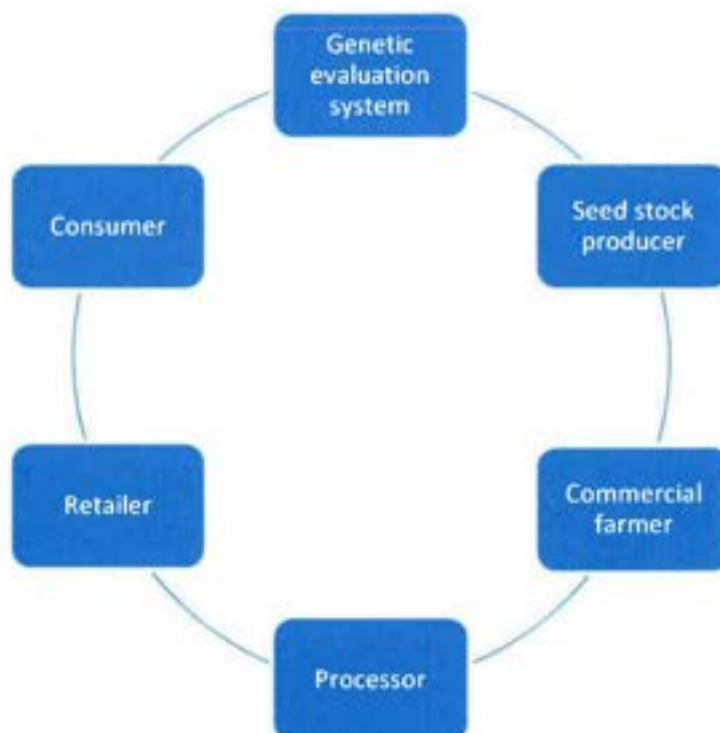 Genetic
evaluation
system
Seed stock
producer
Commercial
farmer
Processor
Retailer
Consumer